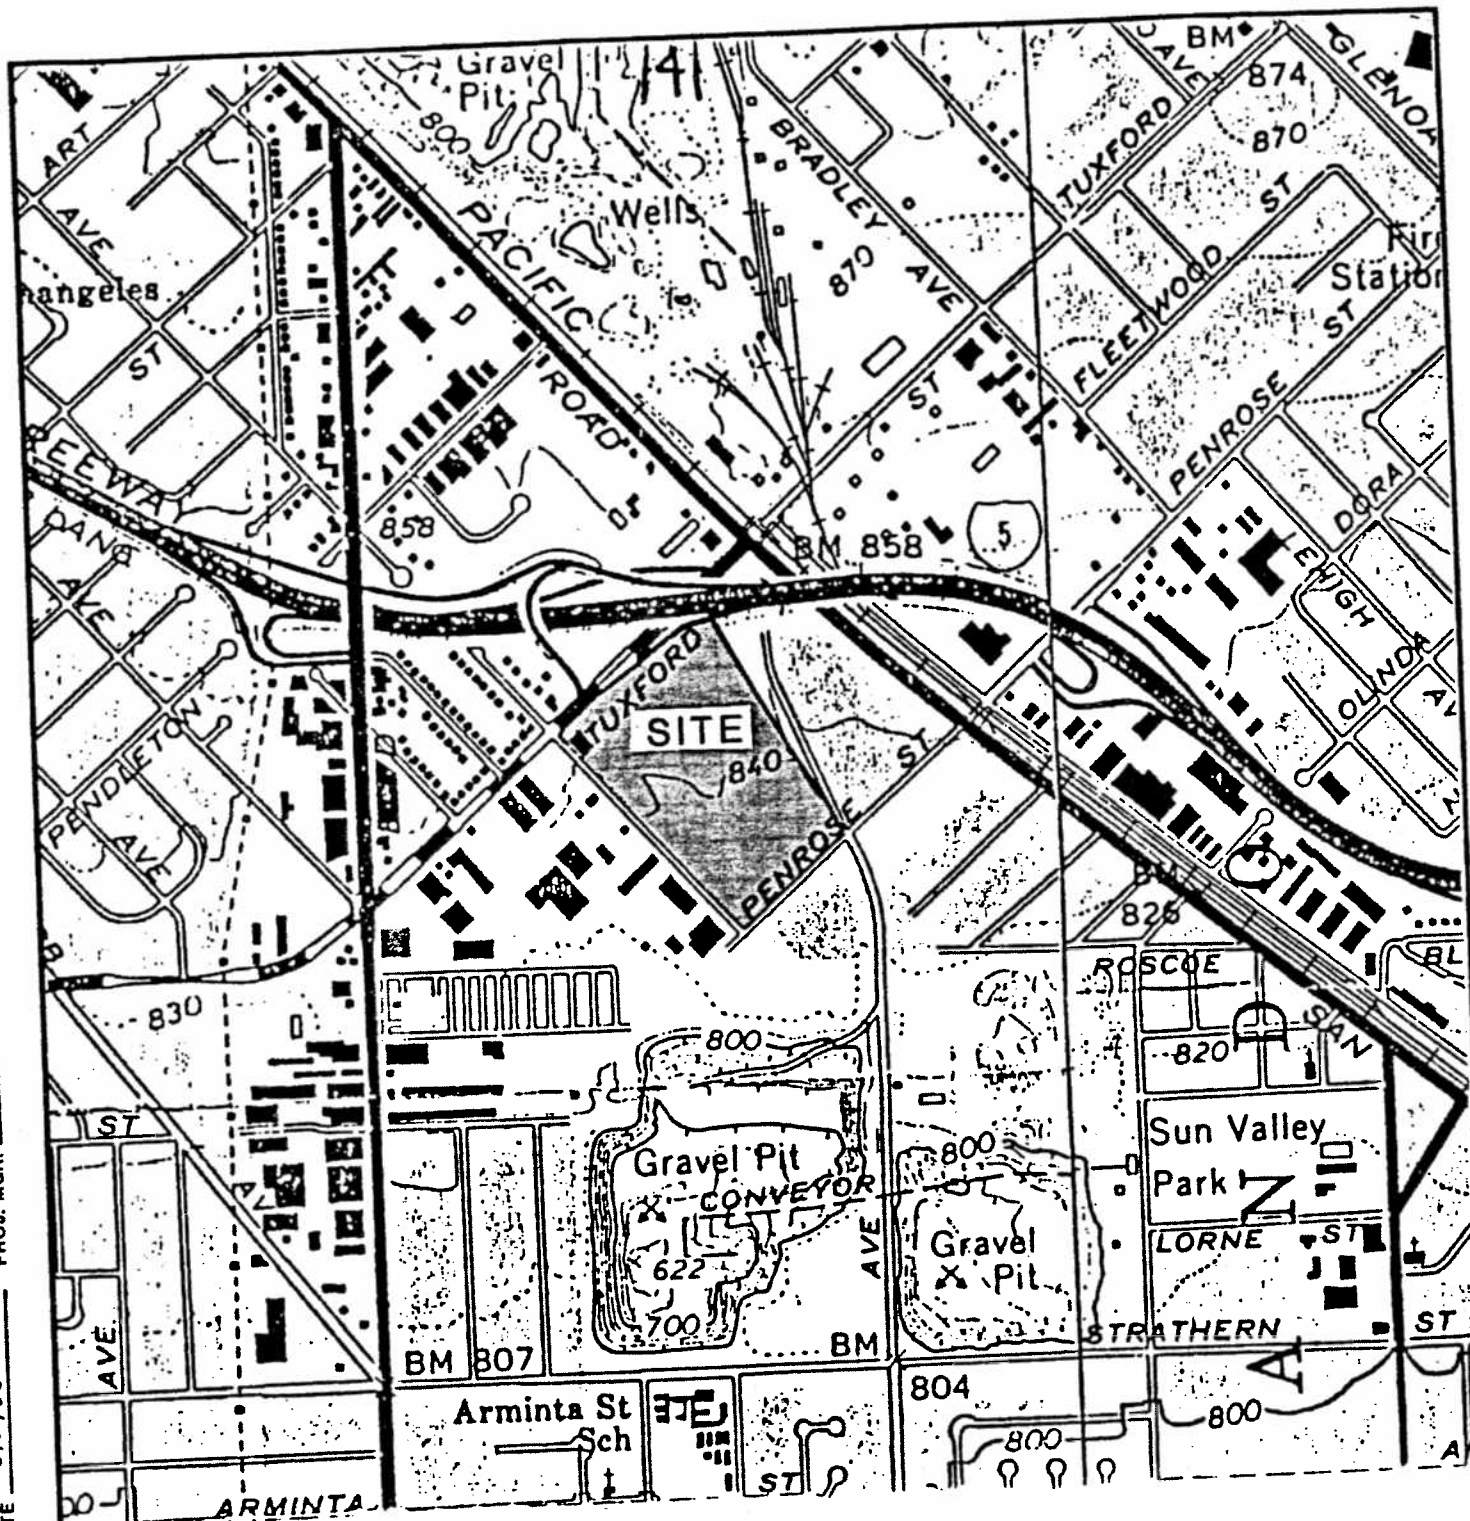 Gravel
Pit
141
BM
874
GLENOA
AVE
800
870
ART
BRADLEY
TUXFORD
ST
AVE
PACIFIC
Wells
870
AVE
FLEETWOOD
Fir
Station
angeles
ST
ST
ROAD
ST
PENROSE
REEWA
DORA
858
BM 858
5
AVE
EHIGH
TUXFORD
OLINDA
AV
PENDLETON
SITE
ST
840
AVE
PENROSE
826
ROSCOE
BL
830
SAN
800
820
ST
Sun Valley
Park
Gravel Pit
800
CONVEYOR
AVE
Gravel
Pit
LORNE
ST
622
700
BM
STRATHERN
ST
AVE
BM 807
804
Arminta St
Sch
800
800
ST
ARMINTA
A